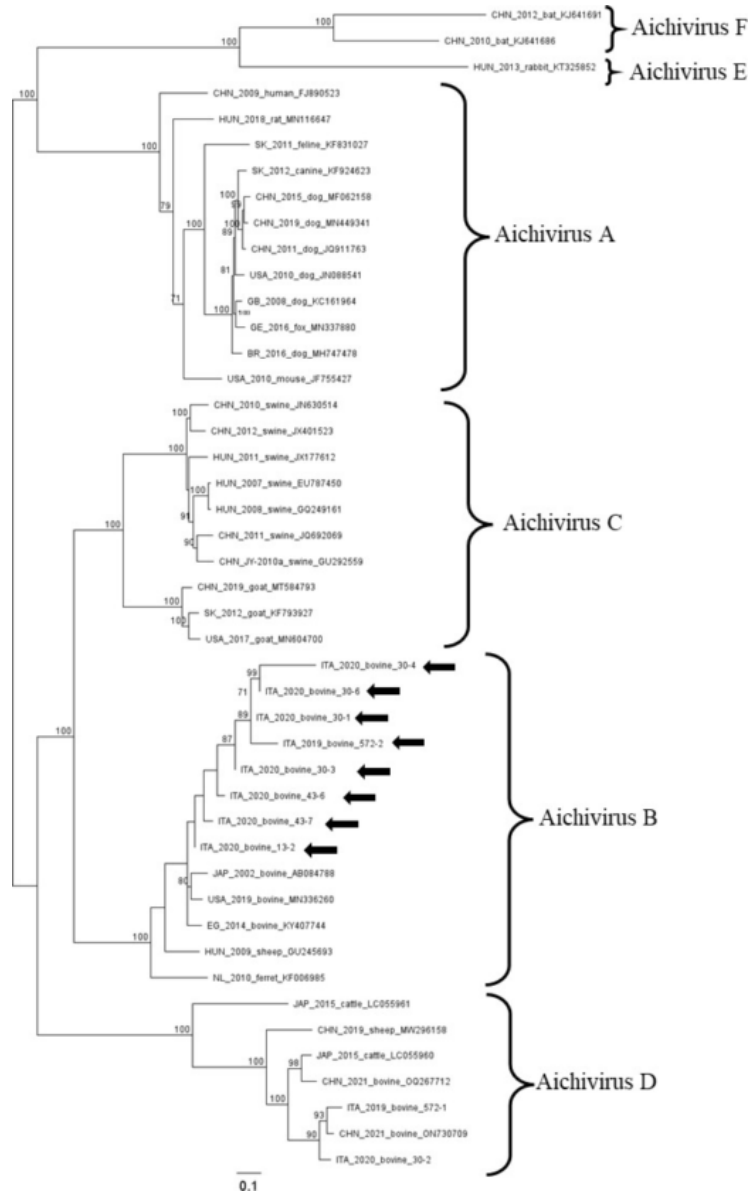 CHN_2012_bat_KJ641691
100
Aichivirus F
CHN_2010_bat_KJ641686
100
HUN_2013_rabbit_KT325852
Aichivirus E
100
CHN_2009_human_FJ890523
100
HUN_2018_rat_MN116647
SK_2011_feline_KF831027
SK_2012_canine_KF924623
100
CHN_2015_dog_MF062158
99
79
100
100
CHN_2019_dog_MN449341
89
Aichivirus A
CHN_2011_dog_JQ911763
81
USA_2010_dog_JN088541
71
GB_2008_dog_KC161964
100
100
GE_2016_fox_MN337880
BR_2016_dog_MH747478
USA_2010_mouse_JF755427
CHN_2010_swine_JN630514
100
CHN_2012_swine_JX401523
100
HUN_2011_swine_JX177612
HUN_2007_swine_EU787450
100
HUN_2008_swine_GQ249161
91
Aichivirus C
100
CHN_2011_swine_JQ692069
90
CHN_JY-2010a_swine_GU292559
CHN_2019_goat_MT584793
100
SK_2012_goat_KF793927
100
USA_2017_goat_MN604700
ITA_2020_bovine_30-4
99
71
ITA_2020_bovine_30-6
89
ITA_2020_bovine_30-1
100
87
ITA_2019_bovine_572-2
ITA_2020_bovine_30-3
ITA_2020_bovine_43-6
ITA_2020_bovine_43-7
Aichivirus B
ITA_2020_bovine_13-2
JAP_2002_bovine_AB084788
80
USA_2019_bovine_MN336260
EG_2014_bovine_KY407744
100
HUN_2009_sheep_GU245693
NL_2010_ferret_KF006985
JAP_2015_cattle_LC055961
100
CHN_2019_sheep_MW296158
JAP_2015_cattle_LC055960
100
98
CHN_2021_bovine_OQ267712
Aichivirus D
ITA_2019_bovine_572-1
100
93
CHN_2021_bovine_ON730709
90
ITA_2020_bovine_30-2
0.1